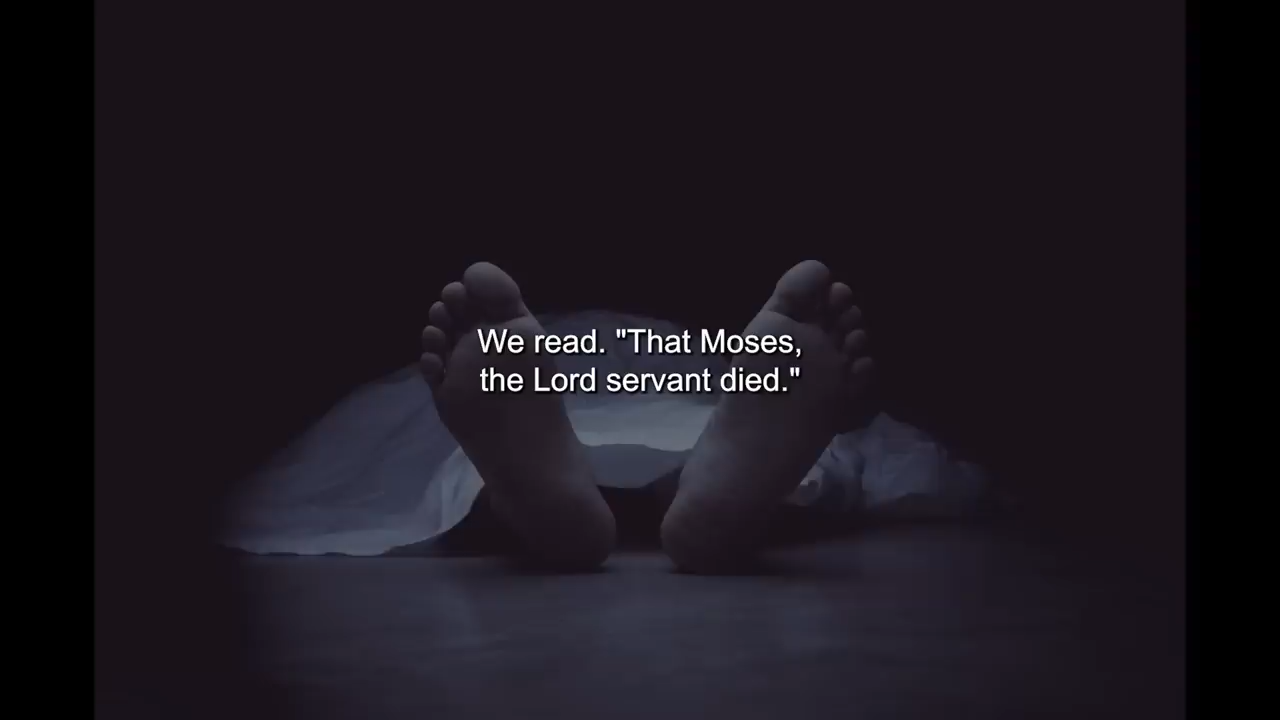 We read. "That Moses,
the Lord servant died."